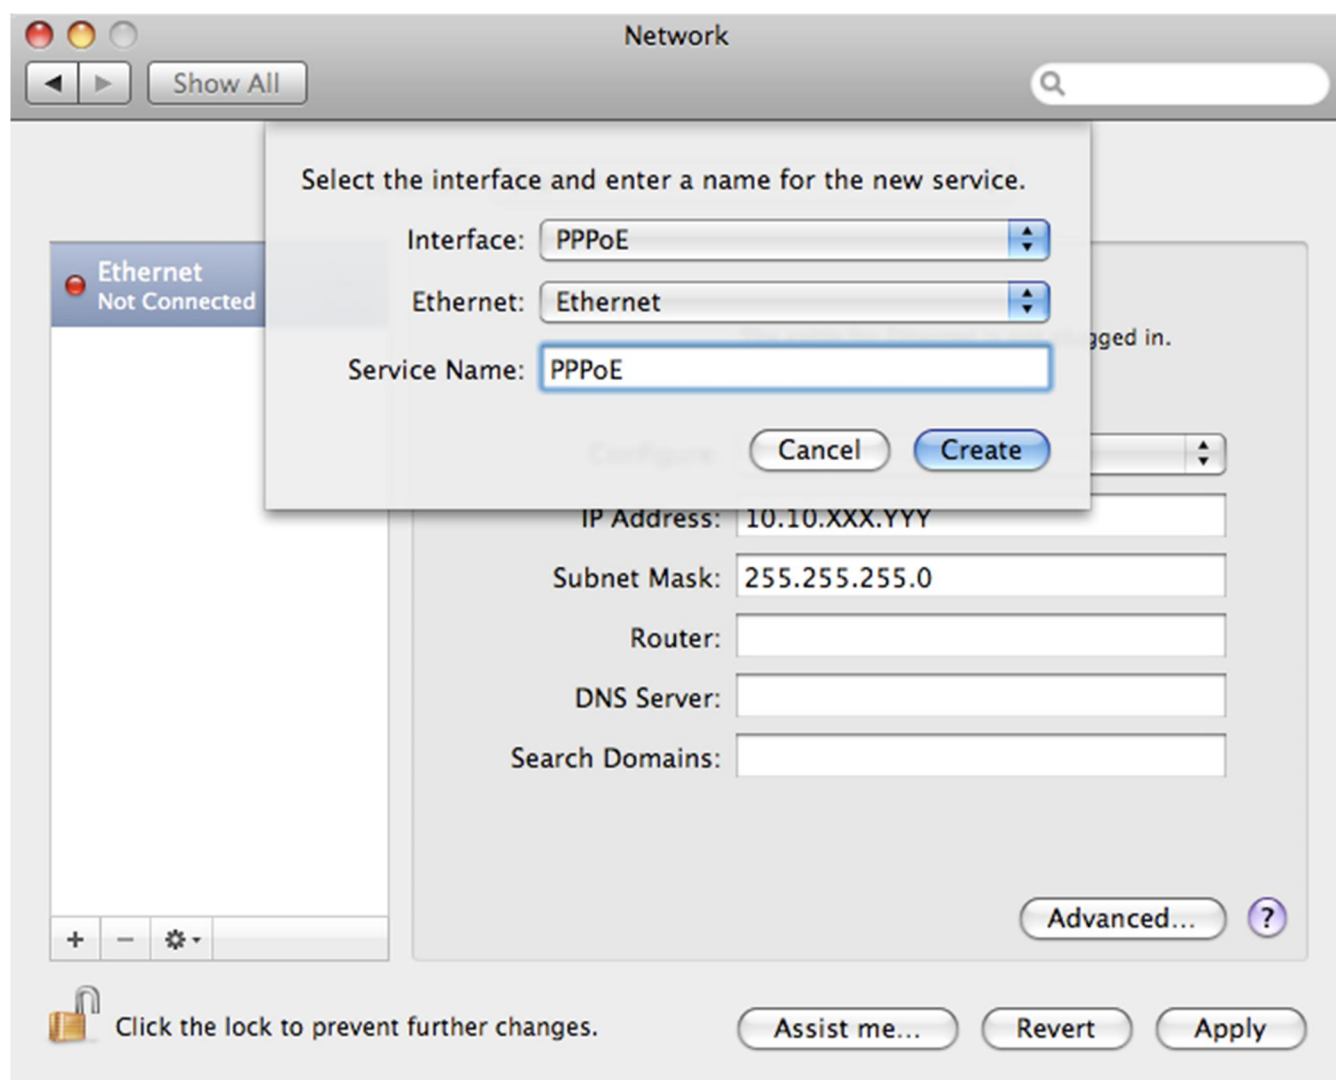 Network
Show All
Select the interface and enter a name for the new service.
Interface: PPPoE
Ethernet: Ethernet
Service Name: PPPoE
Cancel Create
Ethernet
Not Connected
gged in.
IP Address: 10.10.XXX.YYY
Subnet Mask: 255.255.255.0
Router:
DNS Server:
Search Domains:
Advanced... ?
+ −
Click the lock to prevent further changes.
Assist me... Revert Apply